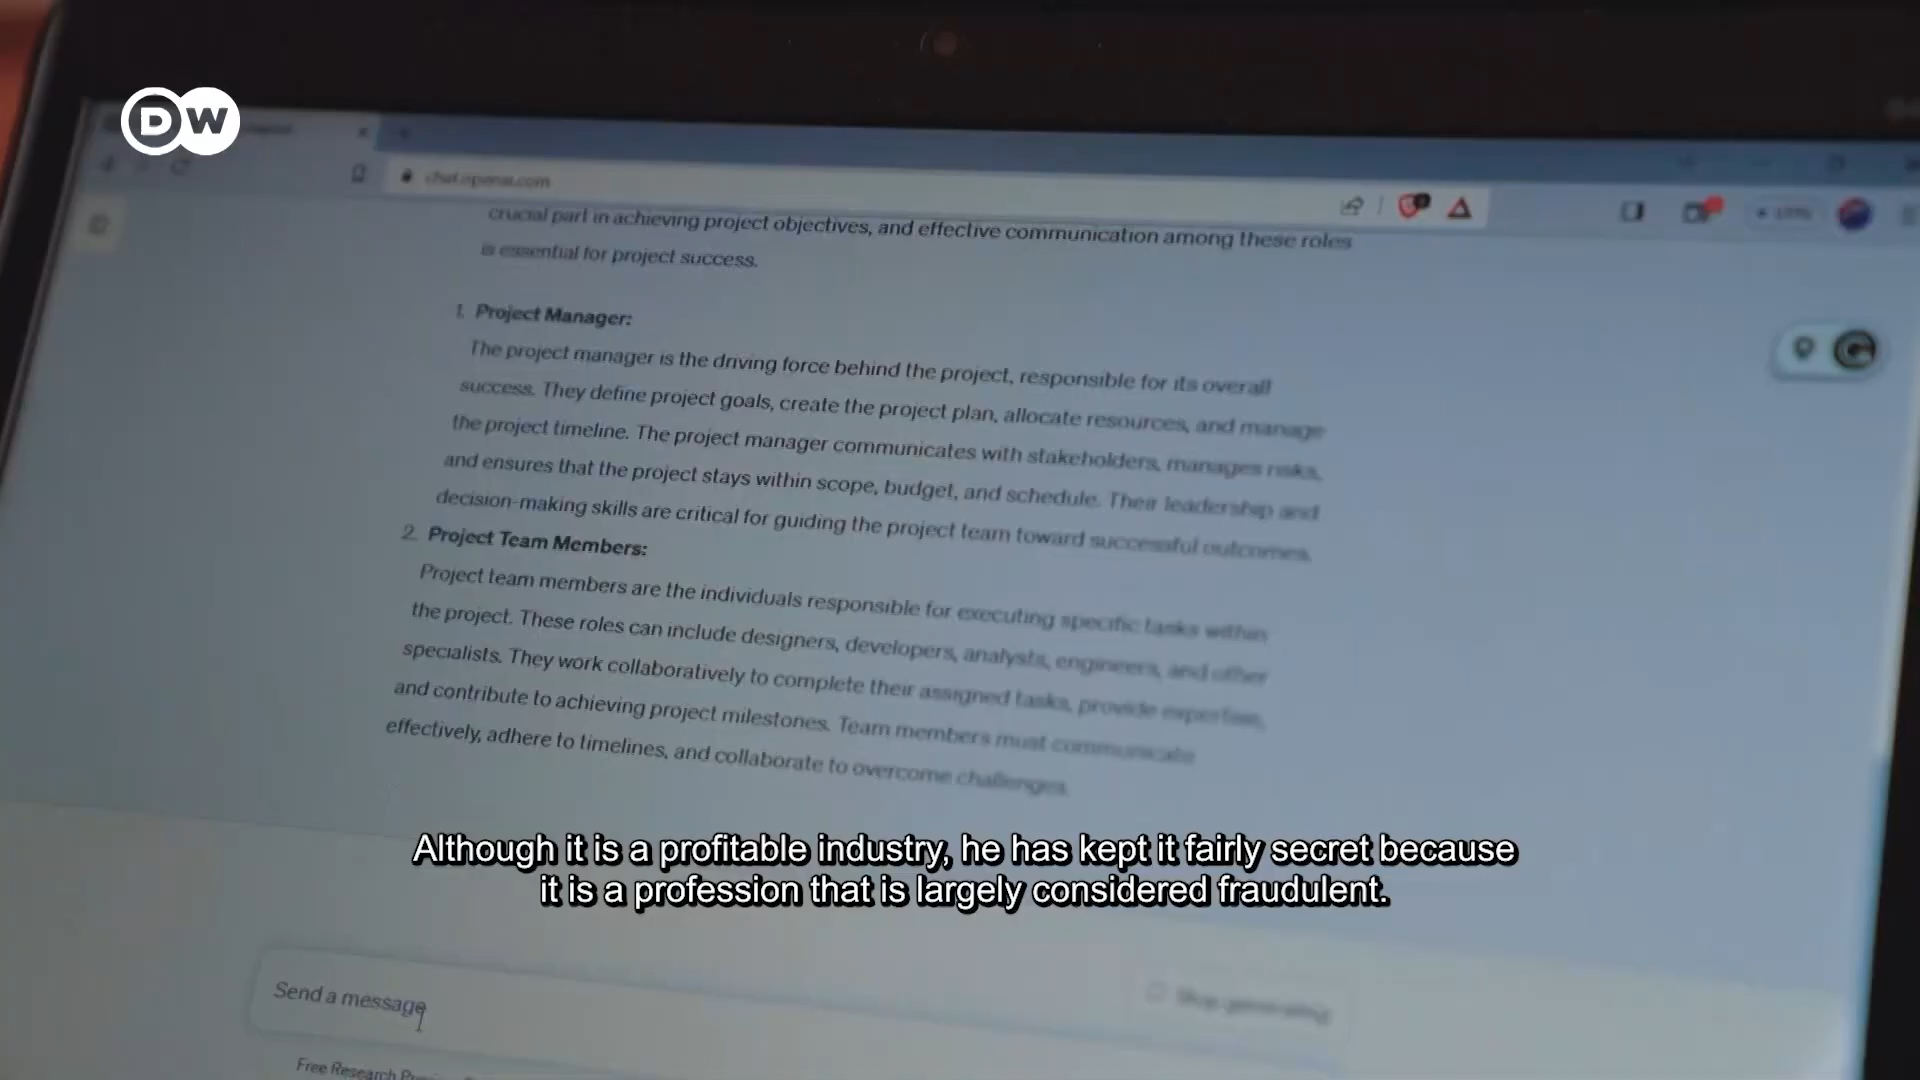 DW
chat.openai.com
crucial part in achieving project objectives, and effective communication among these roles
is essential for project success.
1. Project Manager:
The project manager is the driving force behind the project, responsible for its overall
success. They define project goals, create the project plan, allocate resources, and manage
the project timeline. The project manager communicates with stakeholders, manages risks,
and ensures that the project stays within scope, budget, and schedule. Their leadership and
decision-making skills are critical for guiding the project team toward successful outcomes.
2. Project Team Members:
Project team members are the individuals responsible for executing specific tasks within
the project. These roles can include designers, developers, analysts, engineers, and other
specialists. They work collaboratively to complete their assigned tasks, provide expertise,
and contribute to achieving project milestones. Team members must communicate
effectively, adhere to timelines, and collaborate to overcome challenges.
Although it is a profitable industry, he has kept it fairly secret because
it is a profession that is largely considered fraudulent.
Stop generating
Send a message
Free Research